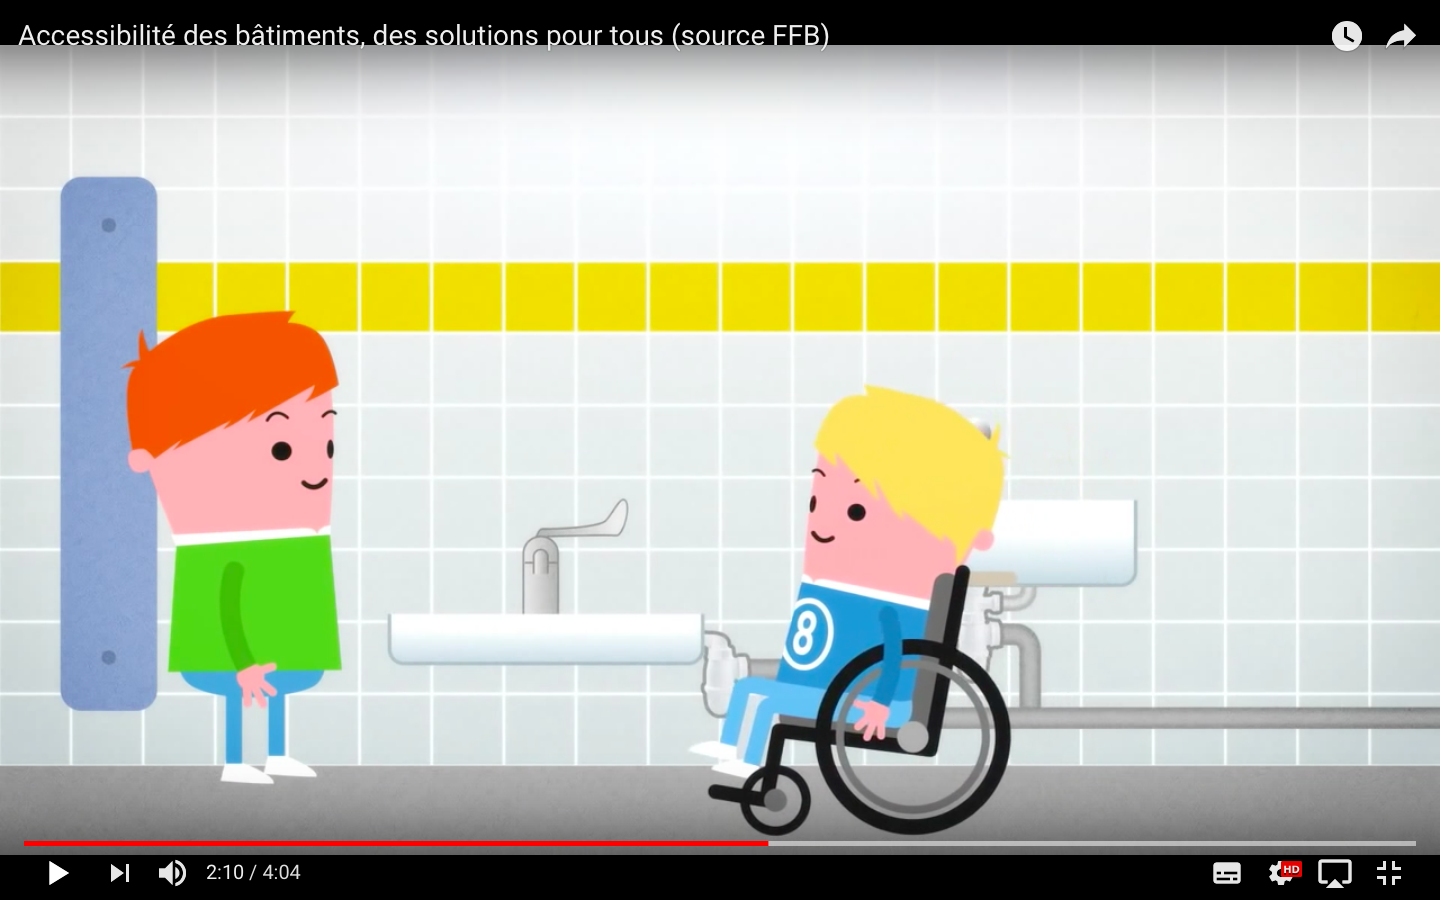 Accessibilité des bâtiments, des solutions pour tous (source FFB)
8
2:10 / 4:04
HD